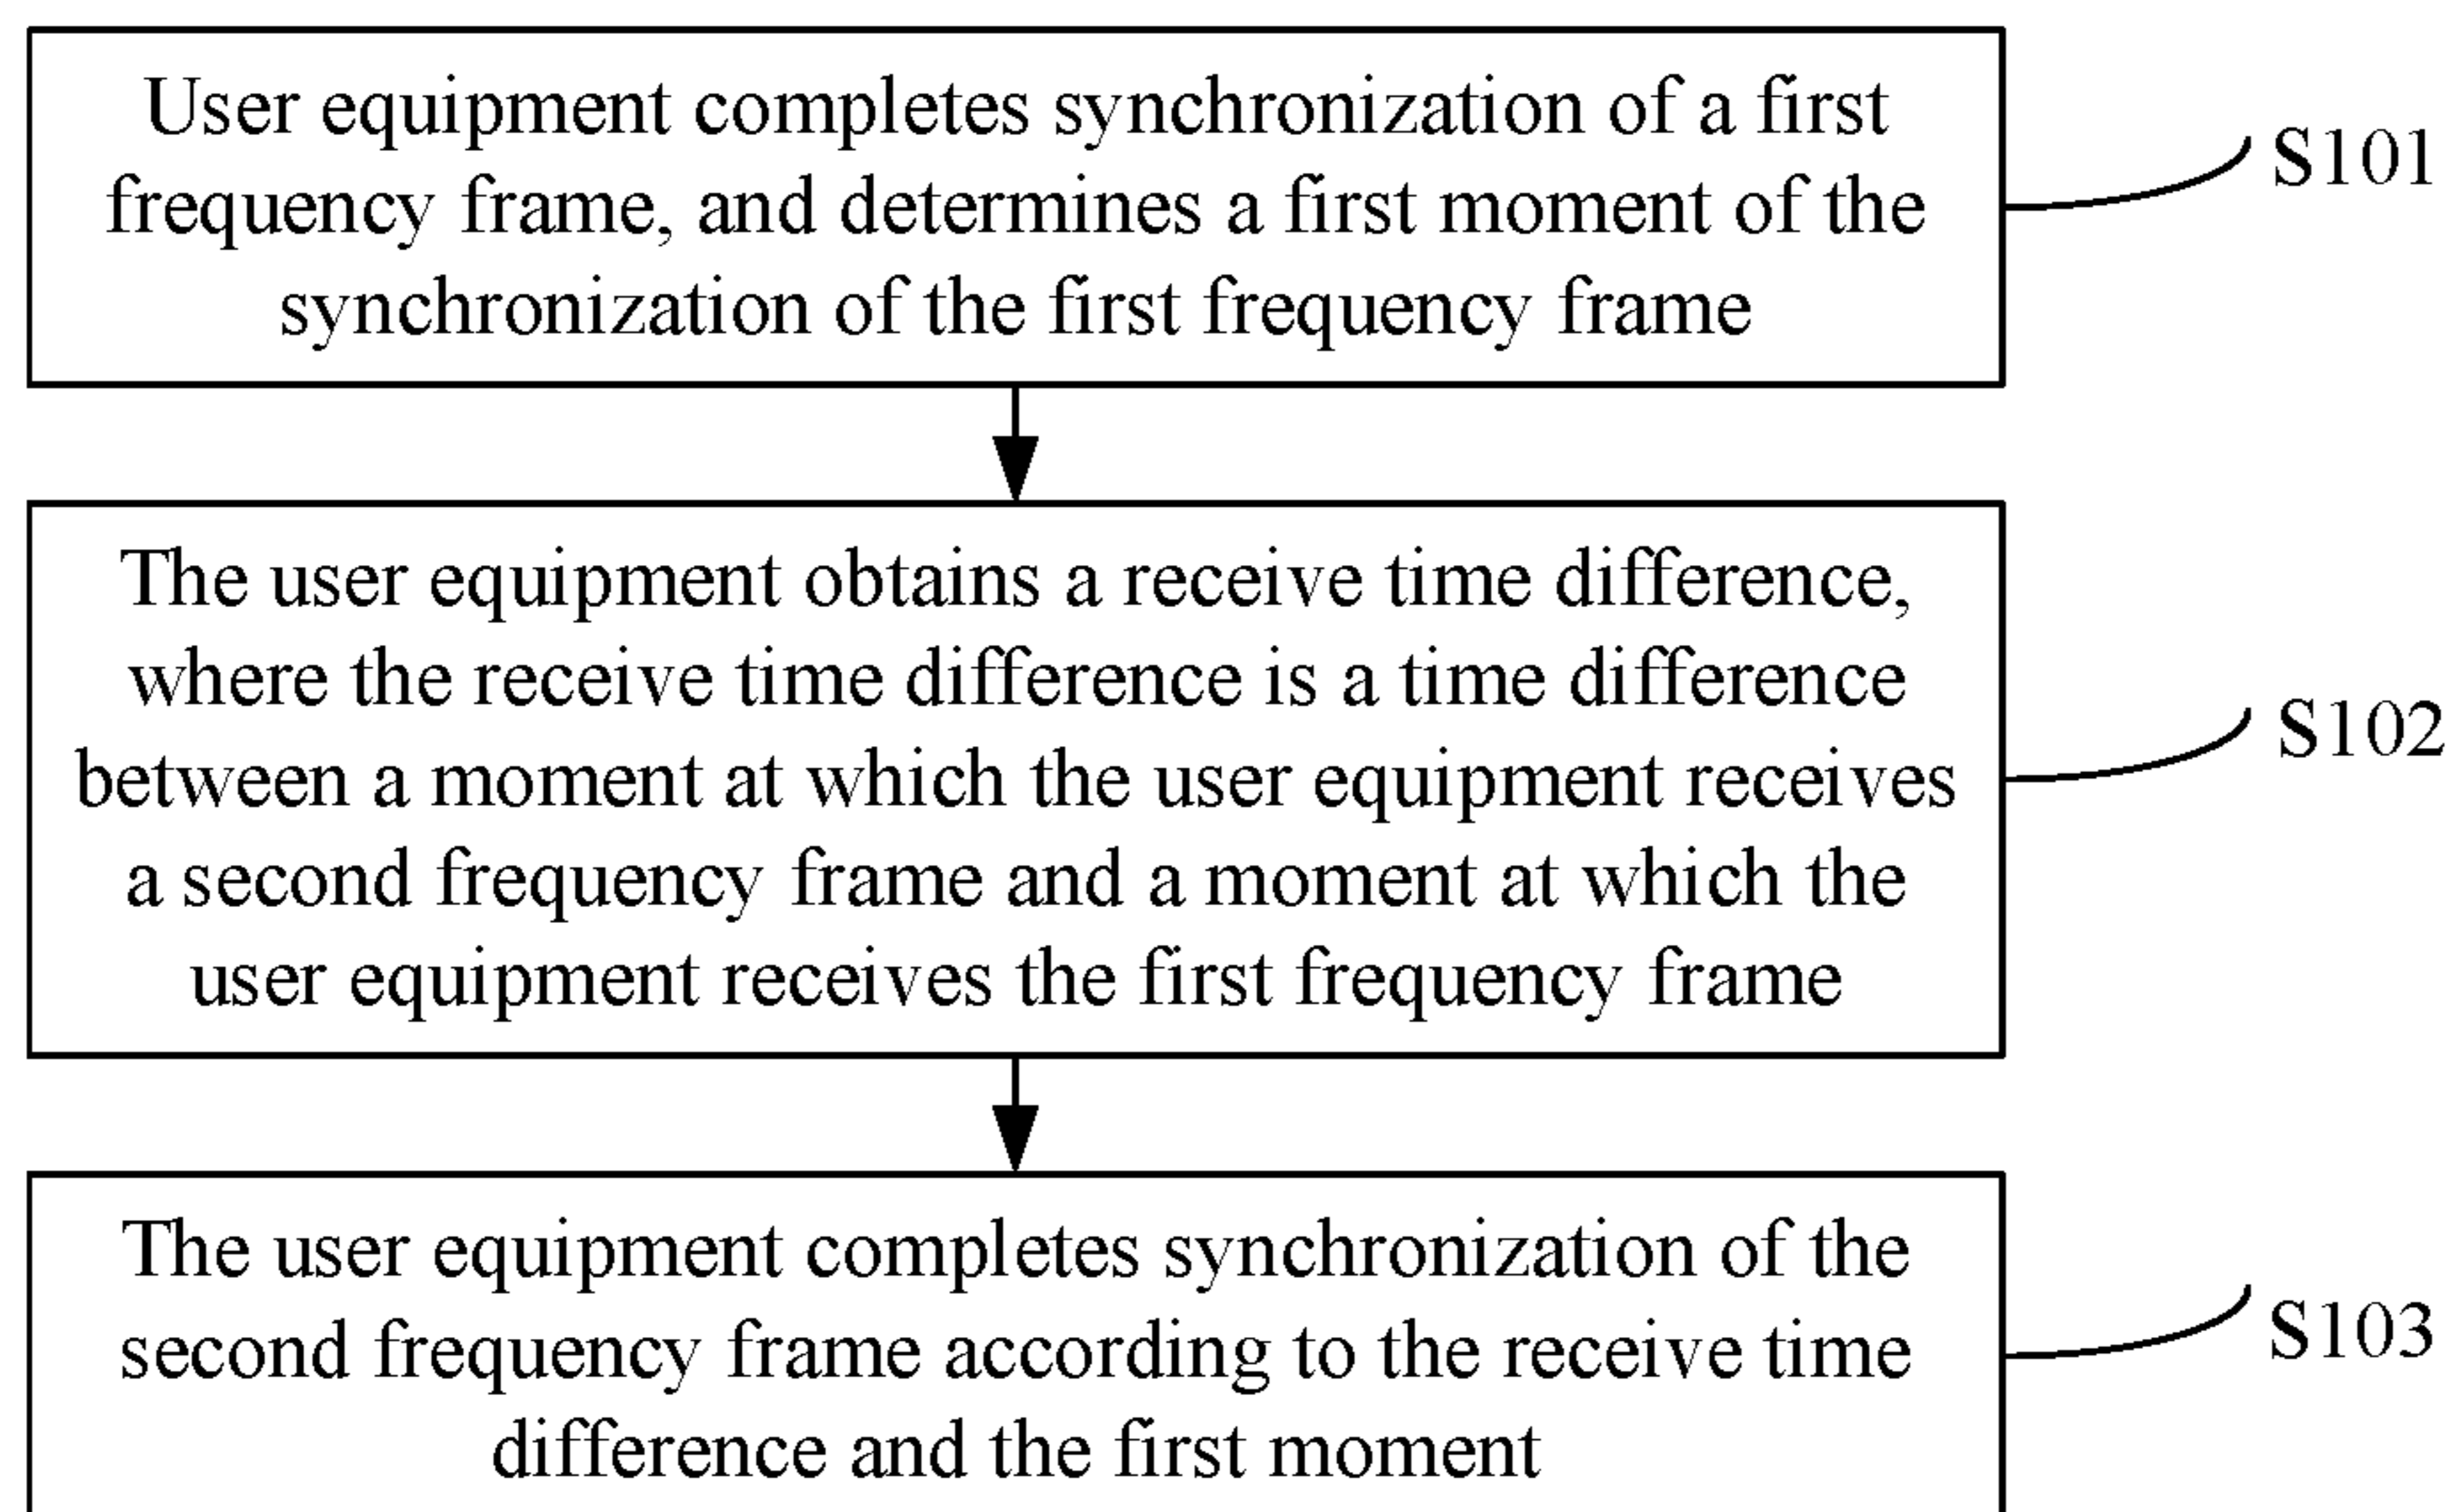 User equipment completes synchronization of a first
frequency frame, and determines a first moment of the
synchronization of the first frequency frame
S101
The user equipment obtains a receive time difference,
where the receive time difference is a time difference
between a moment at which the user equipment receives
a second frequency frame and a moment at which the
user equipment receives the first frequency frame
S102
The user equipment completes synchronization of the
second frequency frame according to the receive time
difference and the first moment
S103